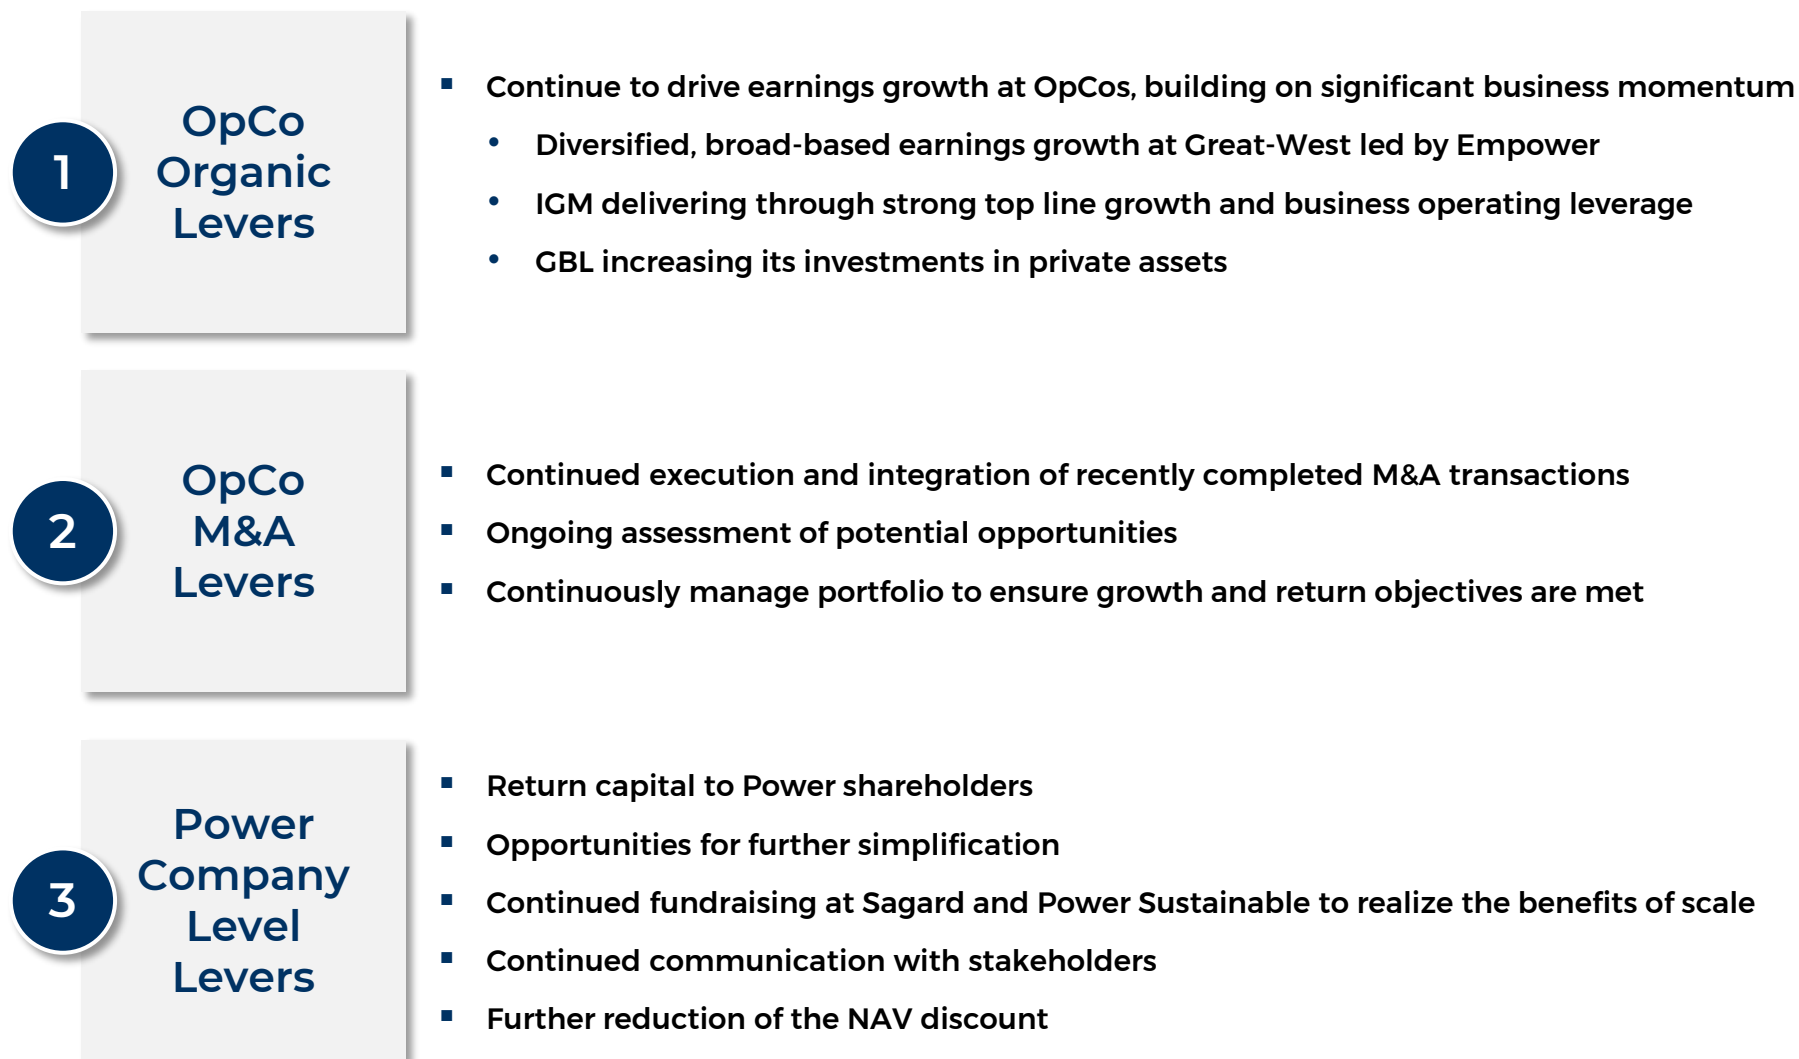 1
OpCo
Organic
Levers
Continue to drive earnings growth at OpCos, building on significant business momentum
Diversified, broad-based earnings growth at Great-West led by Empower
IGM delivering through strong top line growth and business operating leverage
GBL increasing its investments in private assets
2
OpCo
M&A
Levers
Continued execution and integration of recently completed M&A transactions
Ongoing assessment of potential opportunities
Continuously manage portfolio to ensure growth and return objectives are met
3
Power
Company
Level
Levers
Return capital to Power shareholders
Opportunities for further simplification
Continued fundraising at Sagard and Power Sustainable to realize the benefits of scale
Continued communication with stakeholders
Further reduction of the NAV discount